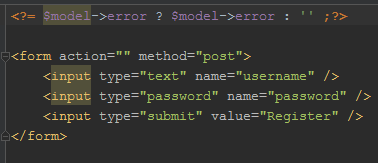 <?= $model->error ? $model->error : '' ;?>
<form action="" method="post">
<input type="text" name="username" />
<input type="password" name="password" />
<input type="submit" value="Register" />
</form>